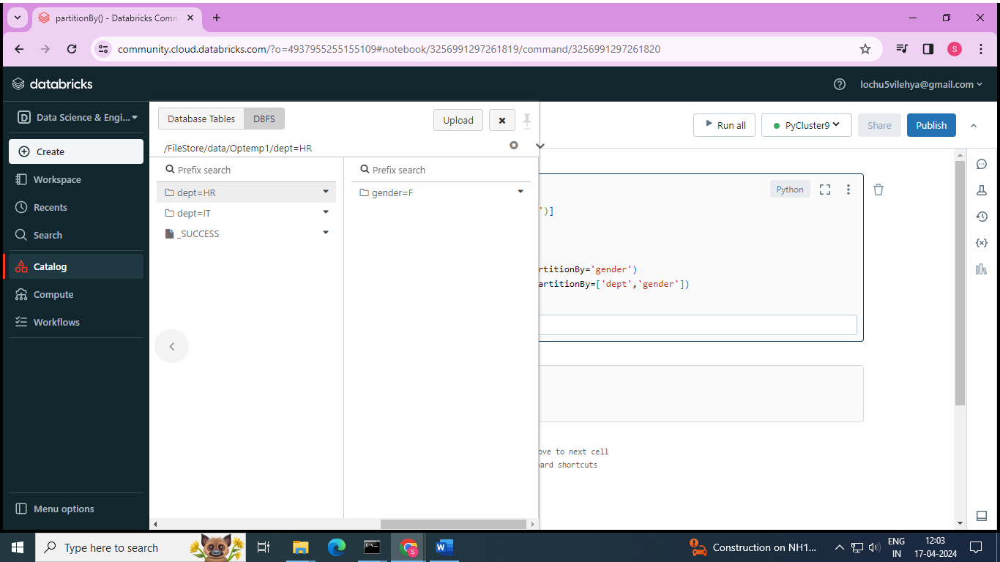 partitionBy() - Databricks Comm
community.cloud.databricks.com/?o=4937955255155109#notebook/3256991297261819/command/3256991297261820
S
databricks
lochu5vilehya@gmail.com
D Data Science & Engi...
Create
Workspace
Recents
Search
Catalog
Compute
Workflows
Menu options
Database Tables DBFS Upload
/FileStore/data/Optemp1/dept=HR
Prefix search Prefix search
dept=HR gender=F
dept=IT
_SUCCESS
Run all PyCluster9 Share Publish
Python
')]
rtitionBy='gender')
artitionBy=['dept','gender'])
ove to next cell
oard shortcuts
{x}
Type here to search
Construction on NH1...
ENG
IN
12:03
17-04-2024